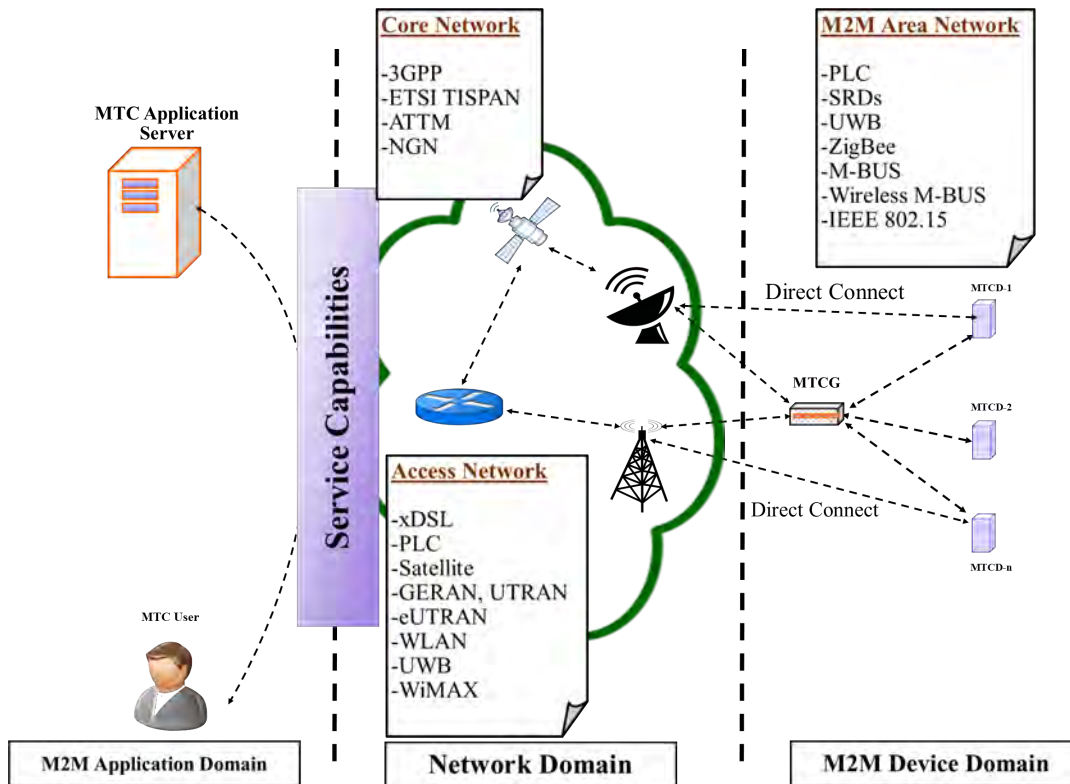 MTC Application
Server
MTC User
M2M Application Domain
Service Capabilities
Core Network
-3GPP
-ETSI TISPAN
-ATTM
-NGN
Access Network
-xDSL
-PLC
-Satellite
-GERAN, UTRAN
-eUTRAN
-WLAN
-UWB
-WiMAX
Network Domain
M2M Area Network
-PLC
-SRDs
-UWB
-ZigBee
-M-BUS
-Wireless M-BUS
-IEEE 802.15
Direct Connect
MTCD-1
MTCG
MTCD-2
Direct Connect
MTCD-n
M2M Device Domain